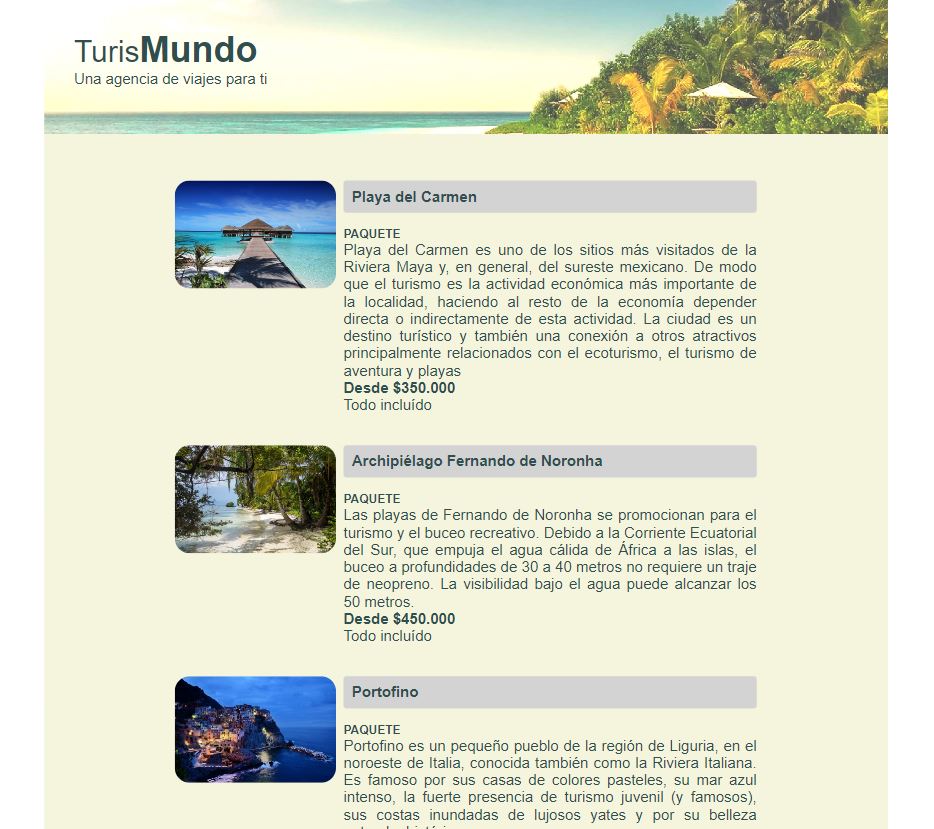 TurisMundo
Una agencia de viajes para ti
Playa del Carmen
PAQUETE
Playa del Carmen es uno de los sitios más visitados de la
Riviera Maya y, en general, del sureste mexicano. De modo
que el turismo es la actividad económica más importante de
la localidad, haciendo al resto de la economía depender
directa o indirectamente de esta actividad. La ciudad es un
destino turístico y también una conexión a otros atractivos
principalmente relacionados con el ecoturismo, el turismo de
aventura y playas
Desde $350.000
Todo incluído
Archipiélago Fernando de Noronha
PAQUETE
Las playas de Fernando de Noronha se promocionan para el
turismo y el buceo recreativo. Debido a la Corriente Ecuatorial
del Sur, que empuja el agua cálida de África a las islas, el
buceo a profundidades de 30 a 40 metros no requiere un traje
de neopreno. La visibilidad bajo el agua puede alcanzar los
50 metros.
Desde $450.000
Todo incluído
Portofino
PAQUETE
Portofino es un pequeño pueblo de la región de Liguria, en el
noroeste de Italia, conocida también como la Riviera Italiana.
Es famoso por sus casas de colores pasteles, su mar azul
intenso, la fuerte presencia de turismo juvenil (y famosos),
sus costas inundadas de lujosos yates y por su belleza